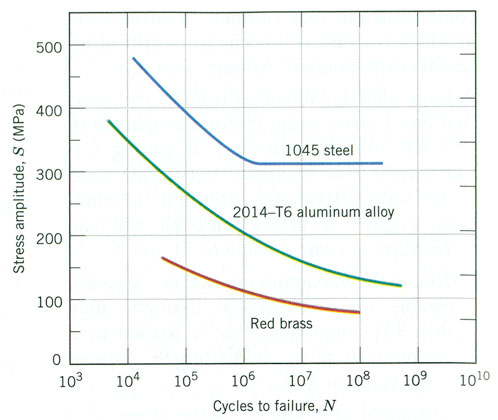 500
400
300
200
100
0
Stress amplitude, S (MPa)
1045 steel
2014–T6 aluminum alloy
Red brass
10³ 10⁴ 10⁵ 10⁶ 10⁷ 10⁸ 10⁹ 10¹⁰
Cycles to failure, N